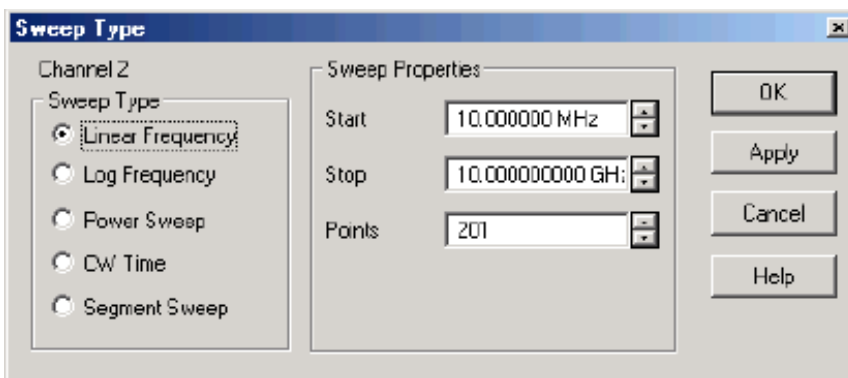 Sweep Type
Channel 2
Sweep Type
Linear Frequency
Log Frequency
Power Sweep
CW Time
Segment Sweep
Sweep Properties
Start 10.000000 MHz
Stop 10.000000000 GHz
Points 201
OK
Apply
Cancel
Help